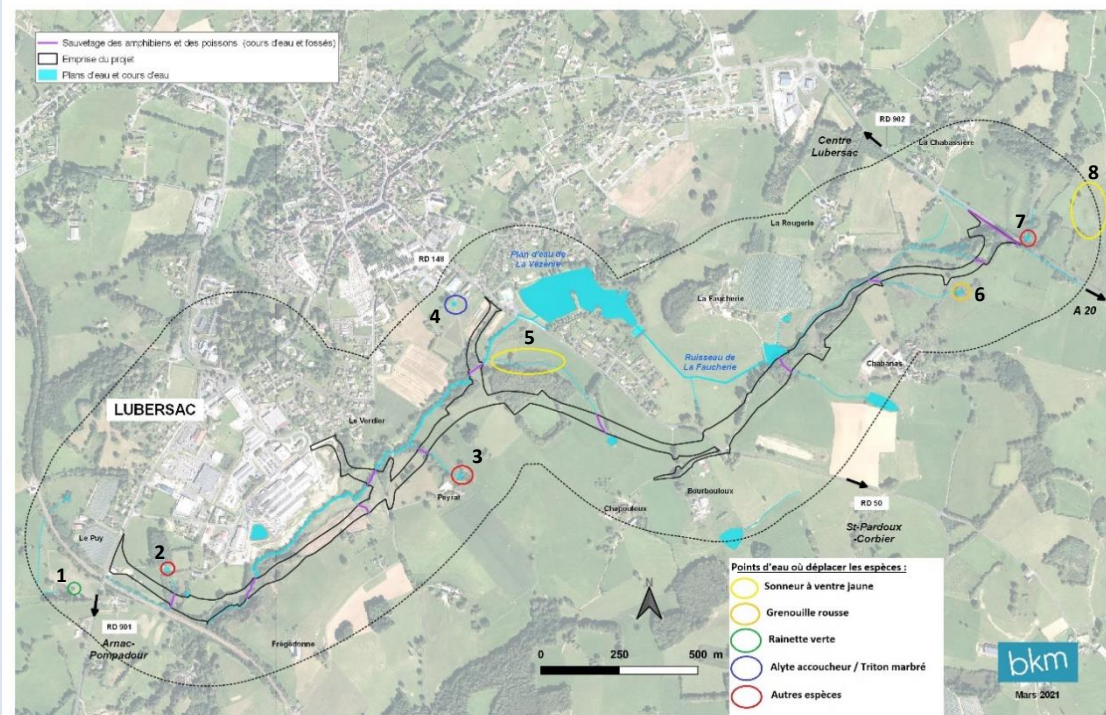 Sauvetage des amphibiens et des poissons (cours d'eau et fossés)
Emprise du projet
Plans d'eau et cours d'eau
RD 902
Centre
Lubersac
La Chabassière
8
7
La Rougerie
Plan d'eau de
La Vézénie
RD 148
4
La Faucherie
6
A 20
5
Ruisseau de
La Faucherie
Chabanas
LUBERSAC
Le Verdier
3
Peyrat
Bourbouloux
Chapouloux
RD 50
St-Pardoux
-Corbier
Le Puy
2
1
RD 901
Arnac-
Pompadour
Frégédonne
N
0 250 500 m
Points d'eau où déplacer les espèces :
Sonneur à ventre jaune
Grenouille rousse
Rainette verte
Alyte accoucheur / Triton marbré
Autres espèces
bkm
Mars 2021